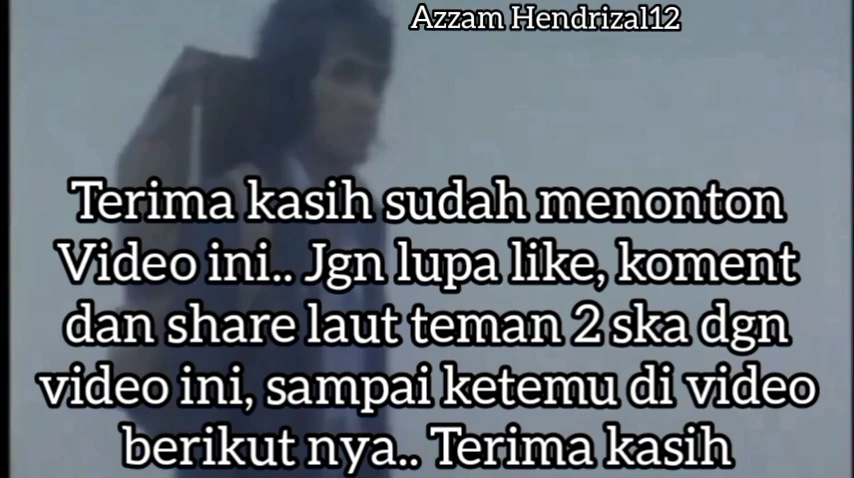 Azzam Hendrizal12
Terima kasih sudah menonton
Video ini.. Jgn lupa like, koment
dan share laut teman 2 ska dgn
video ini, sampai ketemu di video
berikut nya.. Terima kasih